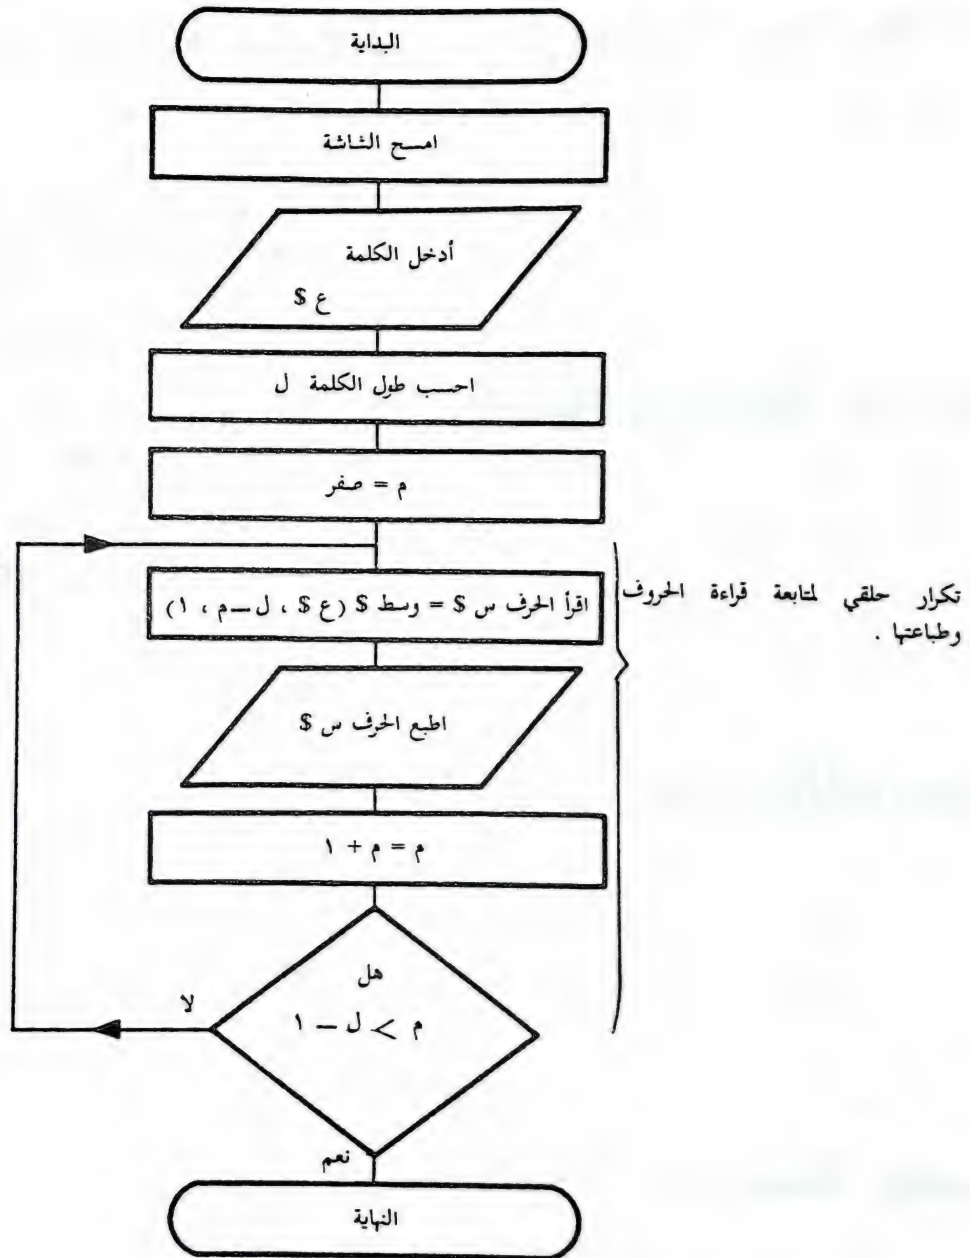 البداية
امسح الشاشة
أدخل الكلمة
ع $
احسب طول الكلمة ل
م = صفر
اقرأ الحرف س $ = وسط $ (ع $ ، ل – م ، ١)
تكرار حلقي لمتابعة قراءة الحروف
وطباعتها .
اطبع الحرف س $
م = م + ١
هل
م > ل – ١
لا
نعم
النهاية